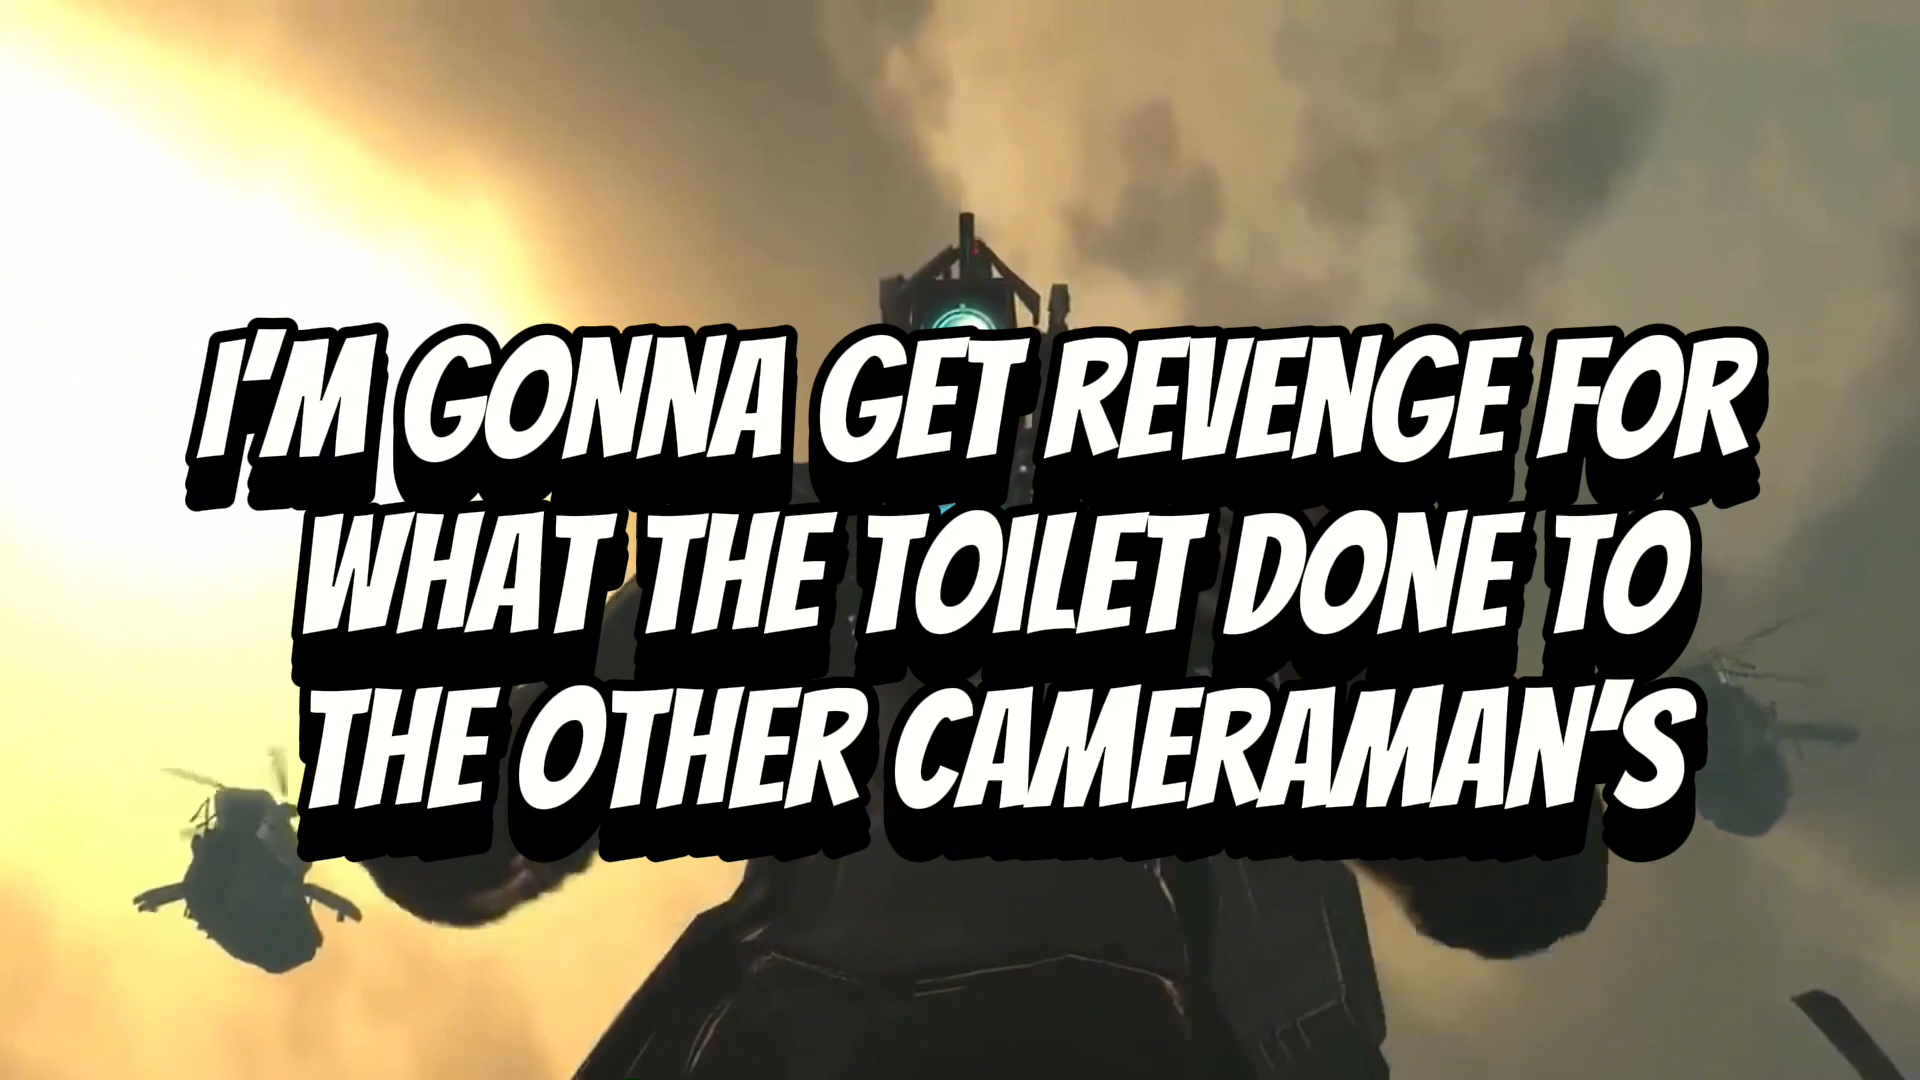 I'M GONNA GET REVENGE FOR
WHAT THE TOILET DONE TO
THE OTHER CAMERAMAN'S